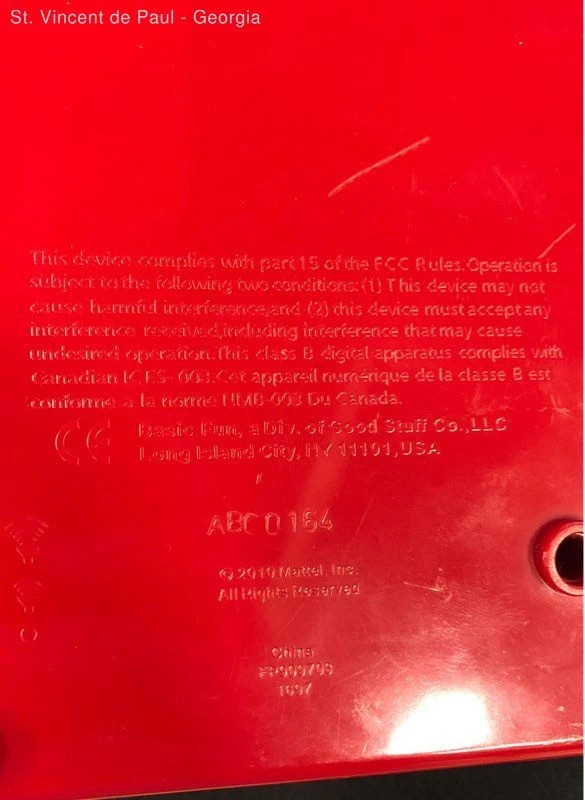 St. Vincent de Paul - Georgia
This device complies with part 15 of the FCC Rules.Operation is
subject to the following two conditions:(1) This device may not
cause harmful interference,and (2) this device must accept any
interference received,including interference that may cause
undesired operation.This class B digital apparatus complies with
Canadian ICES-003.Cet appareil numérique de la classe B est
conforme a la norme NMB-003 Du Canada.
CE
Basic Fun, a Div. of Good Stuff Co.,LLC
Long Island City, NY 11101,USA
ABCD164
© 2010 Mattel, Inc.
All Rights Reserved
China
1697